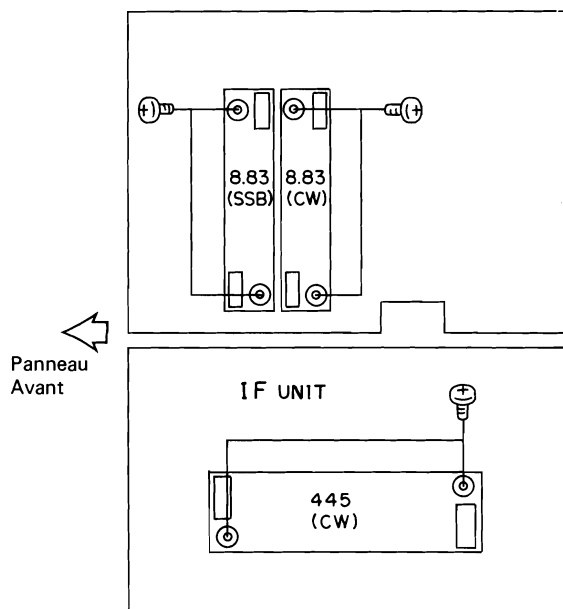 8.83 8.83
(SSB) (CW)
Panneau
Avant
IF UNIT
445
(CW)